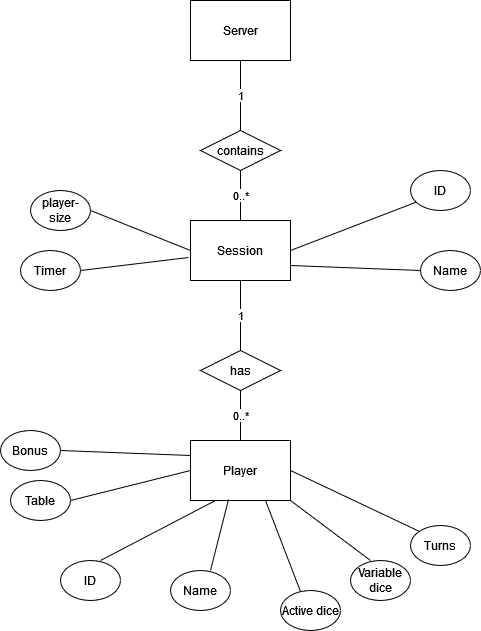 Server
1
contains
0..*
player-
size
ID
Session
Timer
Name
1
has
0..*
Bonus
Player
Table
Turns
ID
Name
Variable
dice
Active dice